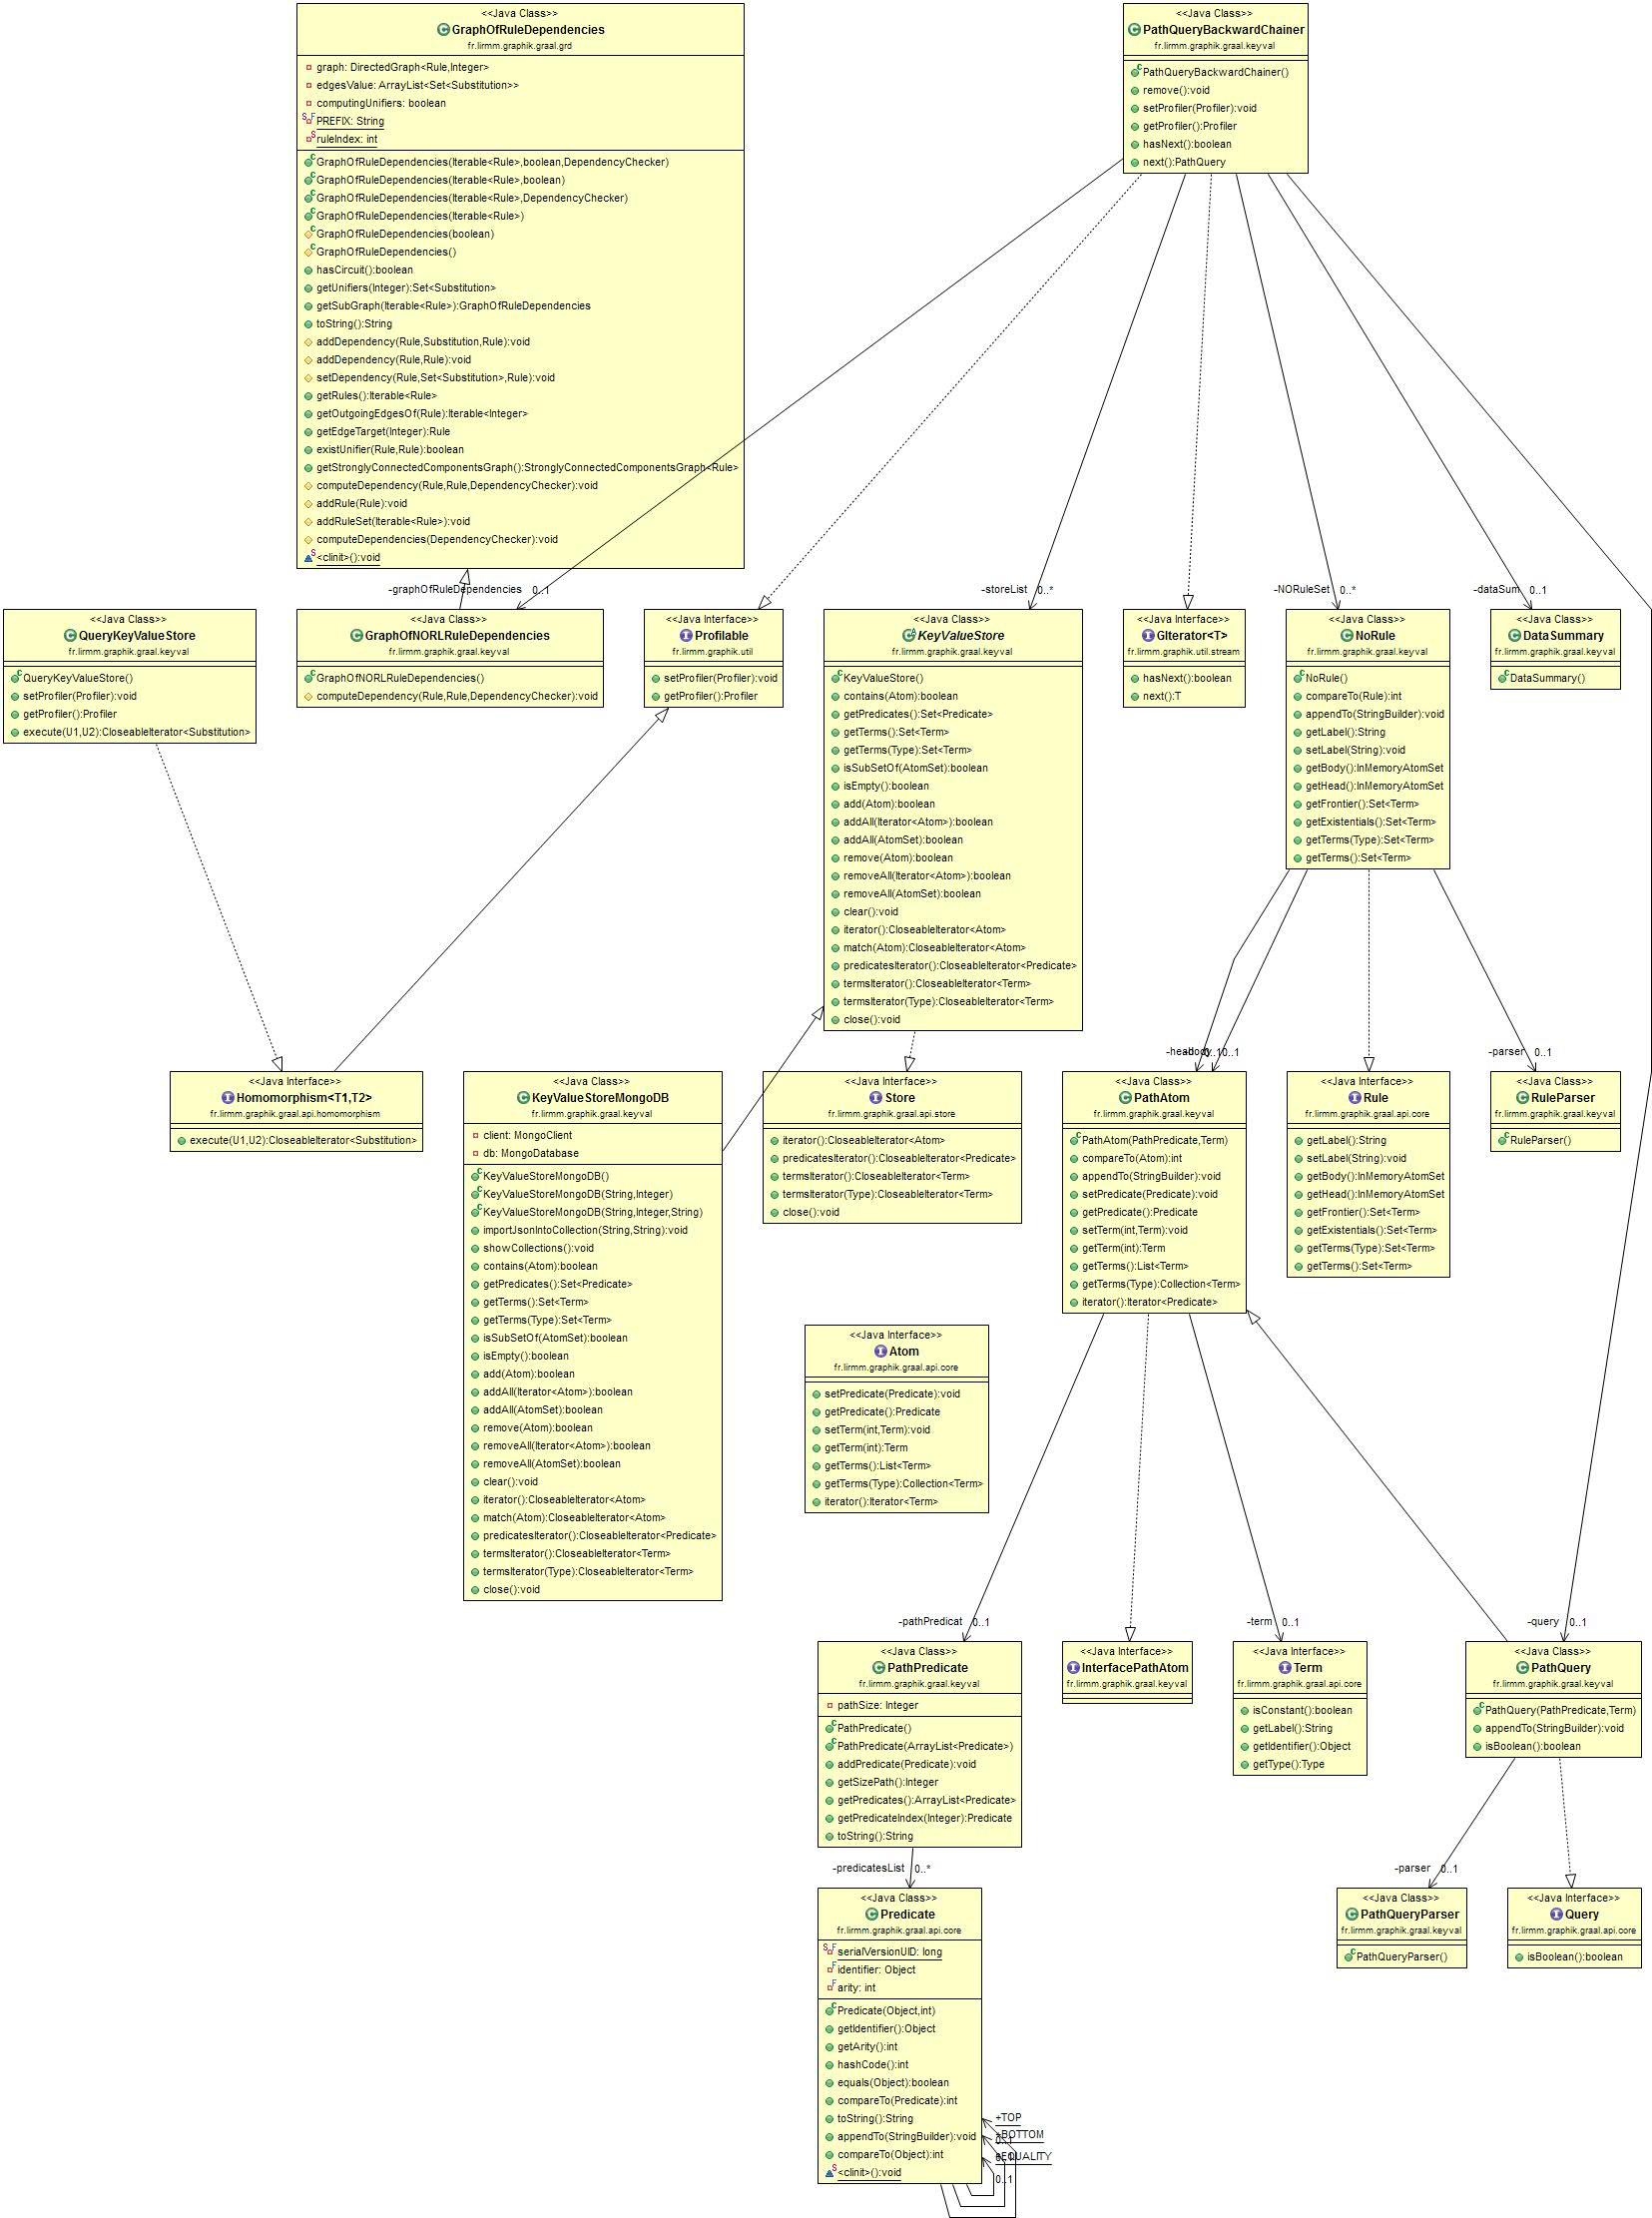 <<Java Class>>
GraphOfRuleDependencies
fr.lirmm.graphik.graal.grd
graph: DirectedGraph<Rule,Integer>
edgesValue: ArrayList<Set<Substitution>>
computingUnifiers: boolean
PREFIX: String
ruleIndex: int
GraphOfRuleDependencies(Iterable<Rule>,boolean,DependencyChecker)
GraphOfRuleDependencies(Iterable<Rule>,boolean)
GraphOfRuleDependencies(Iterable<Rule>,DependencyChecker)
GraphOfRuleDependencies(Iterable<Rule>)
GraphOfRuleDependencies(boolean)
GraphOfRuleDependencies()
hasCircuit():boolean
getUnifiers(Integer):Set<Substitution>
getSubGraph(Iterable<Rule>):GraphOfRuleDependencies
toString():String
addDependency(Rule,Substitution,Rule):void
addDependency(Rule,Rule):void
setDependency(Rule,Set<Substitution>,Rule):void
getRules():Iterable<Rule>
getOutgoingEdgesOf(Rule):Iterable<Integer>
getEdgeTarget(Integer):Rule
existUnifier(Rule,Rule):boolean
getStronglyConnectedComponentsGraph():StronglyConnectedComponentsGraph<Rule>
computeDependency(Rule,Rule,DependencyChecker):void
addRule(Rule):void
addRuleSet(Iterable<Rule>):void
computeDependencies(DependencyChecker):void
<clinit>():void
<<Java Class>>
PathQueryBackwardChainer
fr.lirmm.graphik.graal.keyval
PathQueryBackwardChainer()
remove():void
setProfiler(Profiler):void
getProfiler():Profiler
hasNext():boolean
next():PathQuery
-graphOfRuleDependencies 0..1
-storeList 0..*
-NORuleSet 0..*
-dataSum 0..1
<<Java Class>>
QueryKeyValueStore
fr.lirmm.graphik.graal.keyval
QueryKeyValueStore()
setProfiler(Profiler):void
getProfiler():Profiler
execute(U1,U2):CloseableIterator<Substitution>
<<Java Class>>
GraphOfNORLRuleDependencies
fr.lirmm.graphik.graal.keyval
GraphOfNORLRuleDependencies()
computeDependency(Rule,Rule,DependencyChecker):void
<<Java Interface>>
Profilable
fr.lirmm.graphik.util
setProfiler(Profiler):void
getProfiler():Profiler
<<Java Class>>
KeyValueStore
fr.lirmm.graphik.graal.keyval
KeyValueStore()
contains(Atom):boolean
getPredicates():Set<Predicate>
getTerms():Set<Term>
getTerms(Type):Set<Term>
isSubSetOf(AtomSet):boolean
isEmpty():boolean
add(Atom):boolean
addAll(Iterator<Atom>):boolean
addAll(AtomSet):boolean
remove(Atom):boolean
removeAll(Iterator<Atom>):boolean
removeAll(AtomSet):boolean
clear():void
iterator():CloseableIterator<Atom>
match(Atom):CloseableIterator<Atom>
predicatesIterator():CloseableIterator<Predicate>
termsIterator():CloseableIterator<Term>
termsIterator(Type):CloseableIterator<Term>
close():void
<<Java Interface>>
GIterator<T>
fr.lirmm.graphik.util.stream
hasNext():boolean
next():T
<<Java Class>>
NoRule
fr.lirmm.graphik.graal.keyval
NoRule()
compareTo(Rule):int
appendTo(StringBuilder):void
getLabel():String
setLabel(String):void
getBody():InMemoryAtomSet
getHead():InMemoryAtomSet
getFrontier():Set<Term>
getExistentials():Set<Term>
getTerms(Type):Set<Term>
getTerms():Set<Term>
<<Java Class>>
DataSummary
fr.lirmm.graphik.graal.keyval
DataSummary()
-parser 0..1
<<Java Interface>>
Homomorphism<T1,T2>
fr.lirmm.graphik.graal.api.homomorphism
execute(U1,U2):CloseableIterator<Substitution>
<<Java Class>>
KeyValueStoreMongoDB
fr.lirmm.graphik.graal.keyval
client: MongoClient
db: MongoDatabase
KeyValueStoreMongoDB()
KeyValueStoreMongoDB(String,Integer)
KeyValueStoreMongoDB(String,Integer,String)
importJsonIntoCollection(String,String):void
showCollections():void
contains(Atom):boolean
getPredicates():Set<Predicate>
getTerms():Set<Term>
getTerms(Type):Set<Term>
isSubSetOf(AtomSet):boolean
isEmpty():boolean
add(Atom):boolean
addAll(Iterator<Atom>):boolean
addAll(AtomSet):boolean
remove(Atom):boolean
removeAll(Iterator<Atom>):boolean
removeAll(AtomSet):boolean
clear():void
iterator():CloseableIterator<Atom>
match(Atom):CloseableIterator<Atom>
predicatesIterator():CloseableIterator<Predicate>
termsIterator():CloseableIterator<Term>
termsIterator(Type):CloseableIterator<Term>
close():void
<<Java Interface>>
Store
fr.lirmm.graphik.graal.api.store
iterator():CloseableIterator<Atom>
predicatesIterator():CloseableIterator<Predicate>
termsIterator():CloseableIterator<Term>
termsIterator(Type):CloseableIterator<Term>
close():void
<<Java Class>>
PathAtom
fr.lirmm.graphik.graal.keyval
PathAtom(PathPredicate,Term)
compareTo(Atom):int
appendTo(StringBuilder):void
setPredicate(Predicate):void
getPredicate():Predicate
setTerm(int,Term):void
getTerm(int):Term
getTerms():List<Term>
getTerms(Type):Collection<Term>
iterator():Iterator<Predicate>
<<Java Interface>>
Rule
fr.lirmm.graphik.graal.api.core
getLabel():String
setLabel(String):void
getBody():InMemoryAtomSet
getHead():InMemoryAtomSet
getFrontier():Set<Term>
getExistentials():Set<Term>
getTerms(Type):Set<Term>
getTerms():Set<Term>
<<Java Class>>
RuleParser
fr.lirmm.graphik.graal.keyval
RuleParser()
<<Java Interface>>
Atom
fr.lirmm.graphik.graal.api.core
setPredicate(Predicate):void
getPredicate():Predicate
setTerm(int,Term):void
getTerm(int):Term
getTerms():List<Term>
getTerms(Type):Collection<Term>
iterator():Iterator<Term>
-pathPredicat 0..1
-term 0..1
-query 0..1
<<Java Class>>
PathPredicate
fr.lirmm.graphik.graal.keyval
pathSize: Integer
PathPredicate()
PathPredicate(ArrayList<Predicate>)
addPredicate(Predicate):void
getSizePath():Integer
getPredicates():ArrayList<Predicate>
getPredicateIndex(Integer):Predicate
toString():String
<<Java Interface>>
InterfacePathAtom
fr.lirmm.graphik.graal.keyval
<<Java Interface>>
Term
fr.lirmm.graphik.graal.api.core
isConstant():boolean
getLabel():String
getIdentifier():Object
getType():Type
<<Java Class>>
PathQuery
fr.lirmm.graphik.graal.keyval
PathQuery(PathPredicate,Term)
appendTo(StringBuilder):void
isBoolean():boolean
-predicatesList 0..*
-parser 0..1
<<Java Class>>
Predicate
fr.lirmm.graphik.graal.api.core
serialVersionUID: long
identifier: Object
arity: int
Predicate(Object,int)
getIdentifier():Object
getArity():int
hashCode():int
equals(Object):boolean
compareTo(Predicate):int
toString():String
appendTo(StringBuilder):void
compareTo(Object):int
<clinit>():void
+TOP
+BOTTOM
0..1
<<Java Class>>
PathQueryParser
fr.lirmm.graphik.graal.keyval
PathQueryParser()
<<Java Interface>>
Query
fr.lirmm.graphik.graal.api.core
isBoolean():boolean